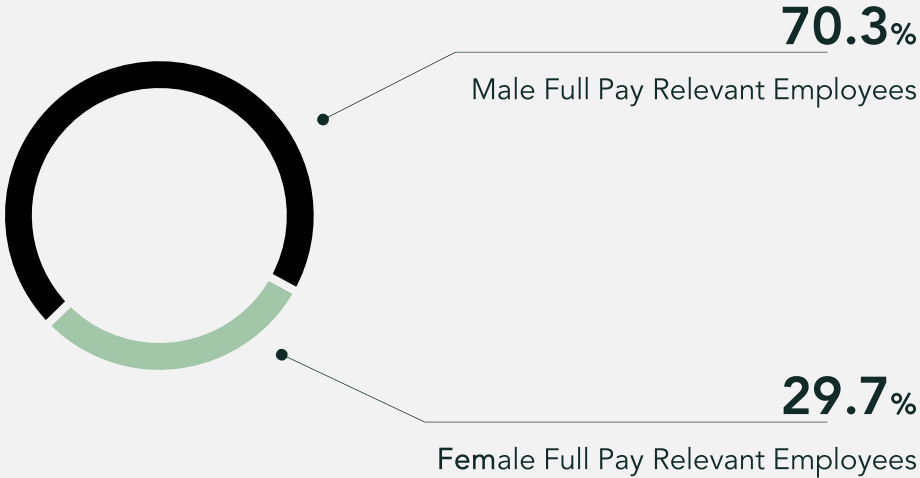 70.3%
Male Full Pay Relevant Employees
29.7%
Female Full Pay Relevant Employees